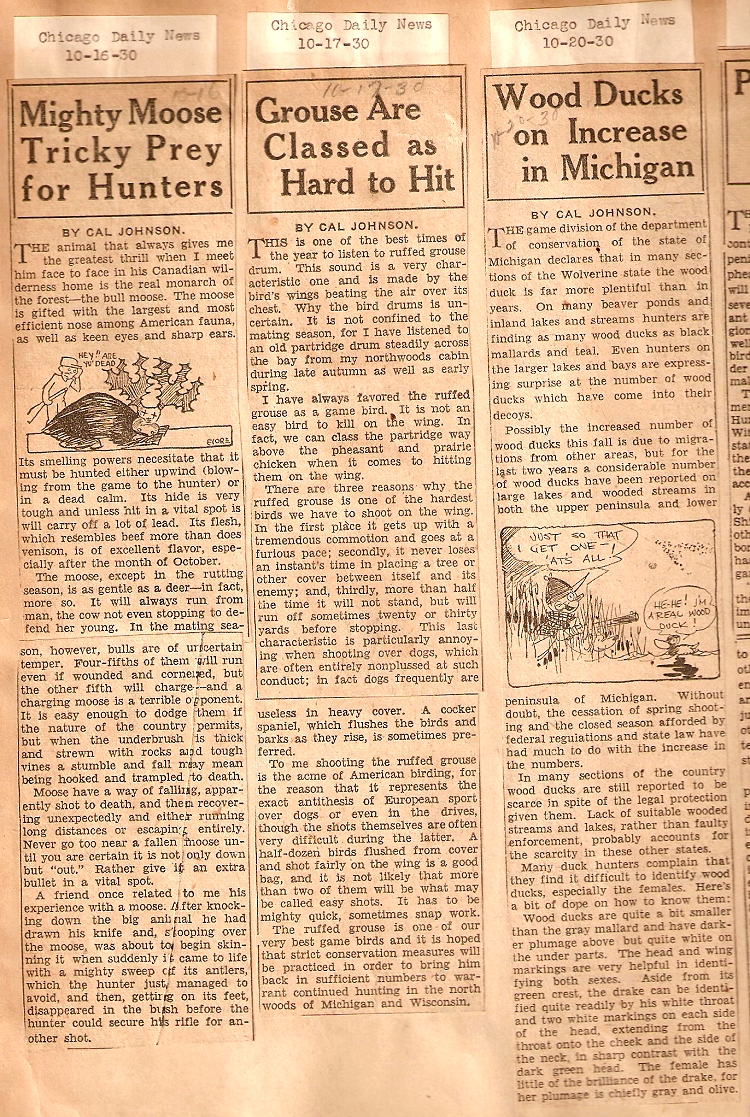 Chicago Daily News
10-16-30
10-16
Mighty Moose
Tricky Prey
for Hunters
BY CAL JOHNSON.
THE animal that always gives me
the greatest thrill when I meet
him face to face in his Canadian wil-
derness home is the real monarch of
the forest—the bull moose. The moose
is gifted with the largest and most
efficient nose among American fauna,
as well as keen eyes and sharp ears.
HEY!! ARE
YU' DEAD
Its smelling powers necessitate that it
must be hunted either upwind (blow-
ing from the game to the hunter) or
in a dead calm. Its hide is very
tough and unless hit in a vital spot is
will carry off a lot of lead. Its flesh,
which resembles beef more than does
venison, is of excellent flavor, espe-
cially after the month of October.
The moose, except in the rutting
season, is as gentle as a deer—in fact,
more so. It will always run from
man, the cow not even stopping to de-
fend her young. In the mating sea-
son, however, bulls are of uncertain
temper. Four-fifths of them will run
even if wounded and cornered, but
the other fifth will charge—and a
charging moose is a terrible opponent.
It is easy enough to dodge them if
the nature of the country permits,
but when the underbrush is thick
and strewn with rocks and tough
vines a stumble and fall may mean
being hooked and trampled to death.
Moose have a way of falling, appar-
ently shot to death, and then recover-
ing unexpectedly and either running
long distances or escaping entirely.
Never go too near a fallen moose un-
til you are certain it is not only down
but "out." Rather give it an extra
bullet in a vital spot.
A friend once related to me his
experience with a moose. After knock-
ing down the big animal he had
drawn his knife and, stooping over
the moose, was about to begin skin-
ning it when suddenly it came to life
with a mighty sweep of its antlers,
which the hunter just managed to
avoid, and then, getting on its feet,
disappeared in the bush before the
hunter could secure his rifle for an-
other shot.
Chicago Daily News
10-17-30
10-17-30
Grouse Are
Classed as
Hard to Hit
BY CAL JOHNSON.
THIS is one of the best times of
the year to listen to ruffed grouse
drum. This sound is a very char-
acteristic one and is made by the
bird's wings beating the air over its
chest. Why the bird drums is un-
certain. It is not confined to the
mating season, for I have listened to
an old partridge drum steadily across
the bay from my northwoods cabin
during late autumn as well as early
spring.
I have always favored the ruffed
grouse as a game bird. It is not an
easy bird to kill on the wing. In
fact, we can class the partridge way
above the pheasant and prairie
chicken when it comes to hitting
them on the wing.
There are three reasons why the
ruffed grouse is one of the hardest
birds we have to shoot on the wing.
In the first place it gets up with a
tremendous commotion and goes at a
furious pace; secondly, it never loses
an instant's time in placing a tree or
other cover between itself and its
enemy; and, thirdly, more than half
the time it will not stand, but will
run off sometimes twenty or thirty
yards before stopping. This last
characteristic is particularly annoy-
ing when shooting over dogs, which
are often entirely nonplused at such
conduct; in fact dogs frequently are
useless in heavy cover. A cocker
spaniel, which flushes the birds and
barks as they rise, is sometimes pre-
ferred.
To me shooting the ruffed grouse
is the acme of American birding, for
the reason that it represents the
exact antithesis of European sport
over dogs or even in the drives,
though the shots themselves are often
very difficult during the latter. A
half-dozen birds flushed from cover
and shot fairly on the wing is a good
bag, and it is not likely that more
than two of them will be what may
be called easy shots. It has to be
mighty quick, sometimes snap work.
The ruffed grouse is one of our
very best game birds and it is hoped
that strict conservation measures will
be practiced in order to bring him
back in sufficient numbers to war-
rant continued hunting in the north
woods of Michigan and Wisconsin.
Chicago Daily News
10-20-30
Wood Ducks
on Increase
in Michigan
BY CAL JOHNSON.
THE game division of the department
of conservation of the state of
Michigan declares that in many sec-
tions of the Wolverine state the wood
duck is far more plentiful than in
years. On many beaver ponds and
inland lakes and streams hunters are
finding as many wood ducks as black
mallards and teal. Even hunters on
the larger lakes and bays are express-
ing surprise at the number of wood
ducks which have come into their
decoys.
Possibly the increased number of
wood ducks this fall is due to migra-
tions from other areas, but for the
last two years a considerable number
of wood ducks have been reported on
large lakes and wooded streams in
both the upper peninsula and lower
JUST SO THAT
I GET ONE!
'ATS ALL
HE-HE! I'M
A REAL WOOD
DUCK!
peninsula of Michigan. Without
doubt, the cessation of spring shoot-
ing and the closed season afforded by
federal regulations and state law have
had much to do with the increase in
the numbers.
In many sections of the country
wood ducks are still reported to be
scarce in spite of the legal protection
given them. Lack of suitable wooded
streams and lakes, rather than faulty
enforcement, probably accounts for
the scarcity in these other states.
Many duck hunters complain that
they find it difficult to identify wood
ducks, especially the females. Here's
a bit of dope on how to know them:
Wood ducks are quite a bit smaller
than the gray mallard and have dark-
er plumage above but quite white on
the under parts. The head and wing
markings are very helpful in identi-
fying both sexes. Aside from its
green crest, the drake can be identi-
fied quite readily by his white throat
and two white markings on each side
of the head, extending from the
throat onto the cheek and the side of
the neck, in sharp contrast with the
dark green head. The female has
little of the brilliance of the drake, for
her plumage is chiefly gray and olive.